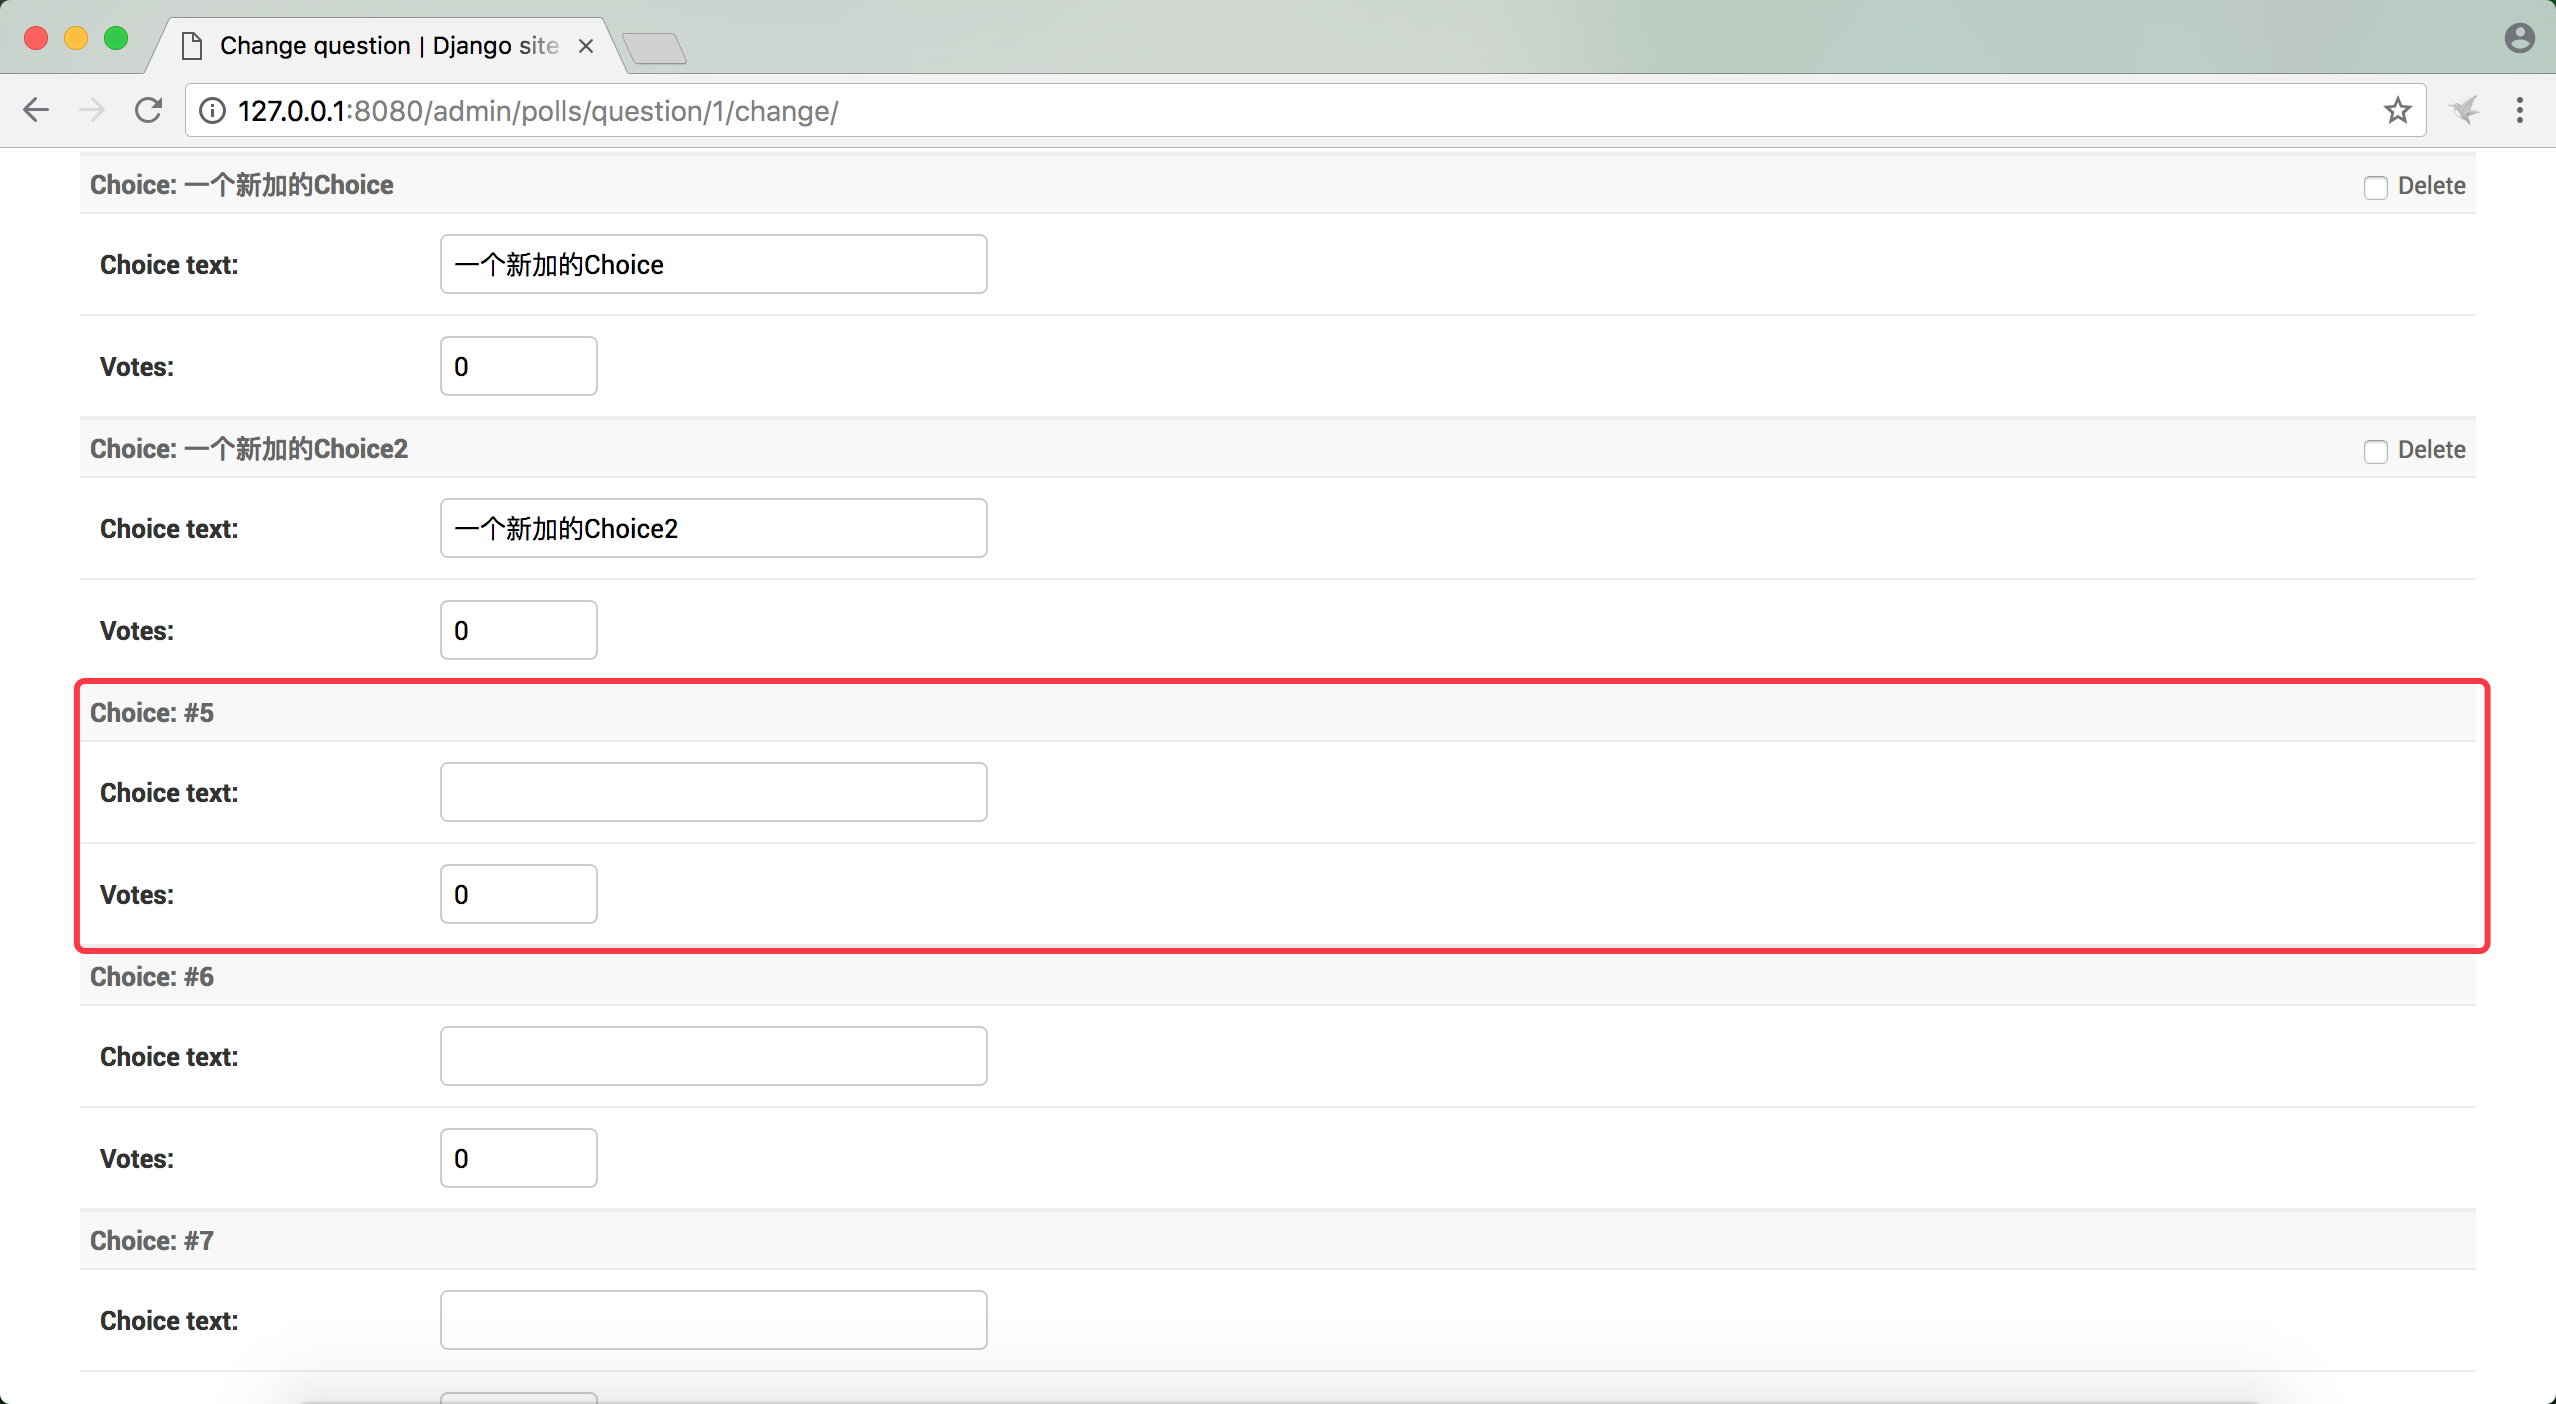 Change question | Django site
127.0.0.1:8080/admin/polls/question/1/change/
Choice: 一个新加的Choice Delete
Choice text: 一个新加的Choice
Votes: 0
Choice: 一个新加的Choice2 Delete
Choice text: 一个新加的Choice2
Votes: 0
Choice: #5
Choice text:
Votes: 0
Choice: #6
Choice text:
Votes: 0
Choice: #7
Choice text: